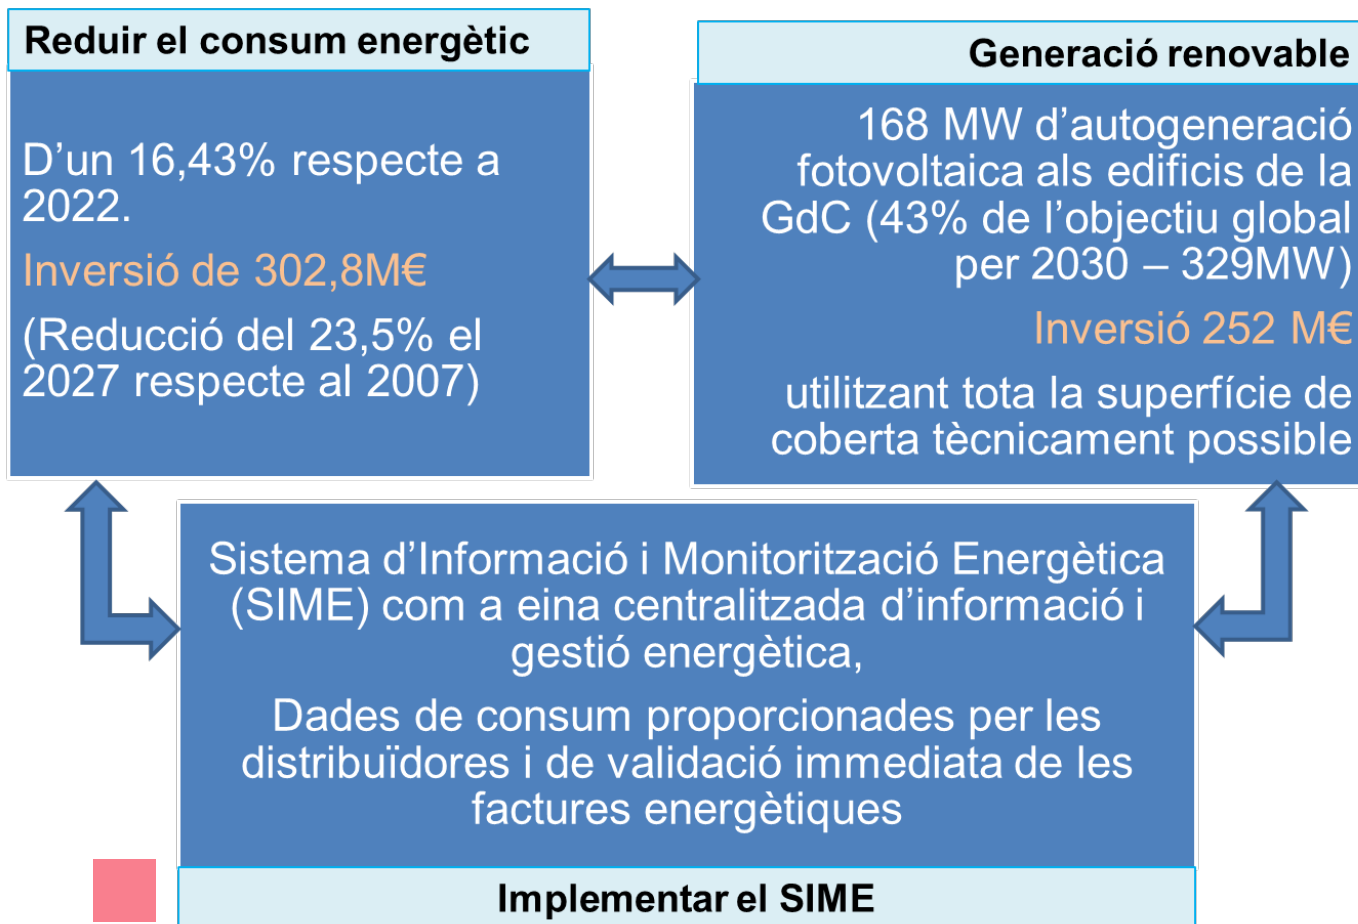 Reduir el consum energètic
D’un 16,43% respecte a
2022.
Inversió de 302,8M€
(Reducció del 23,5% el
2027 respecte al 2007)
Generació renovable
168 MW d’autogeneració
fotovoltaica als edificis de la
GdC (43% de l’objectiu global
per 2030 – 329MW)
Inversió 252 M€
utilitzant tota la superfície de
coberta tècnicament possible
Sistema d’Informació i Monitorització Energètica
(SIME) com a eina centralitzada d’informació i
gestió energètica,
Dades de consum proporcionades per les
distribuïdores i de validació immediata de les
factures energètiques
Implementar el SIME